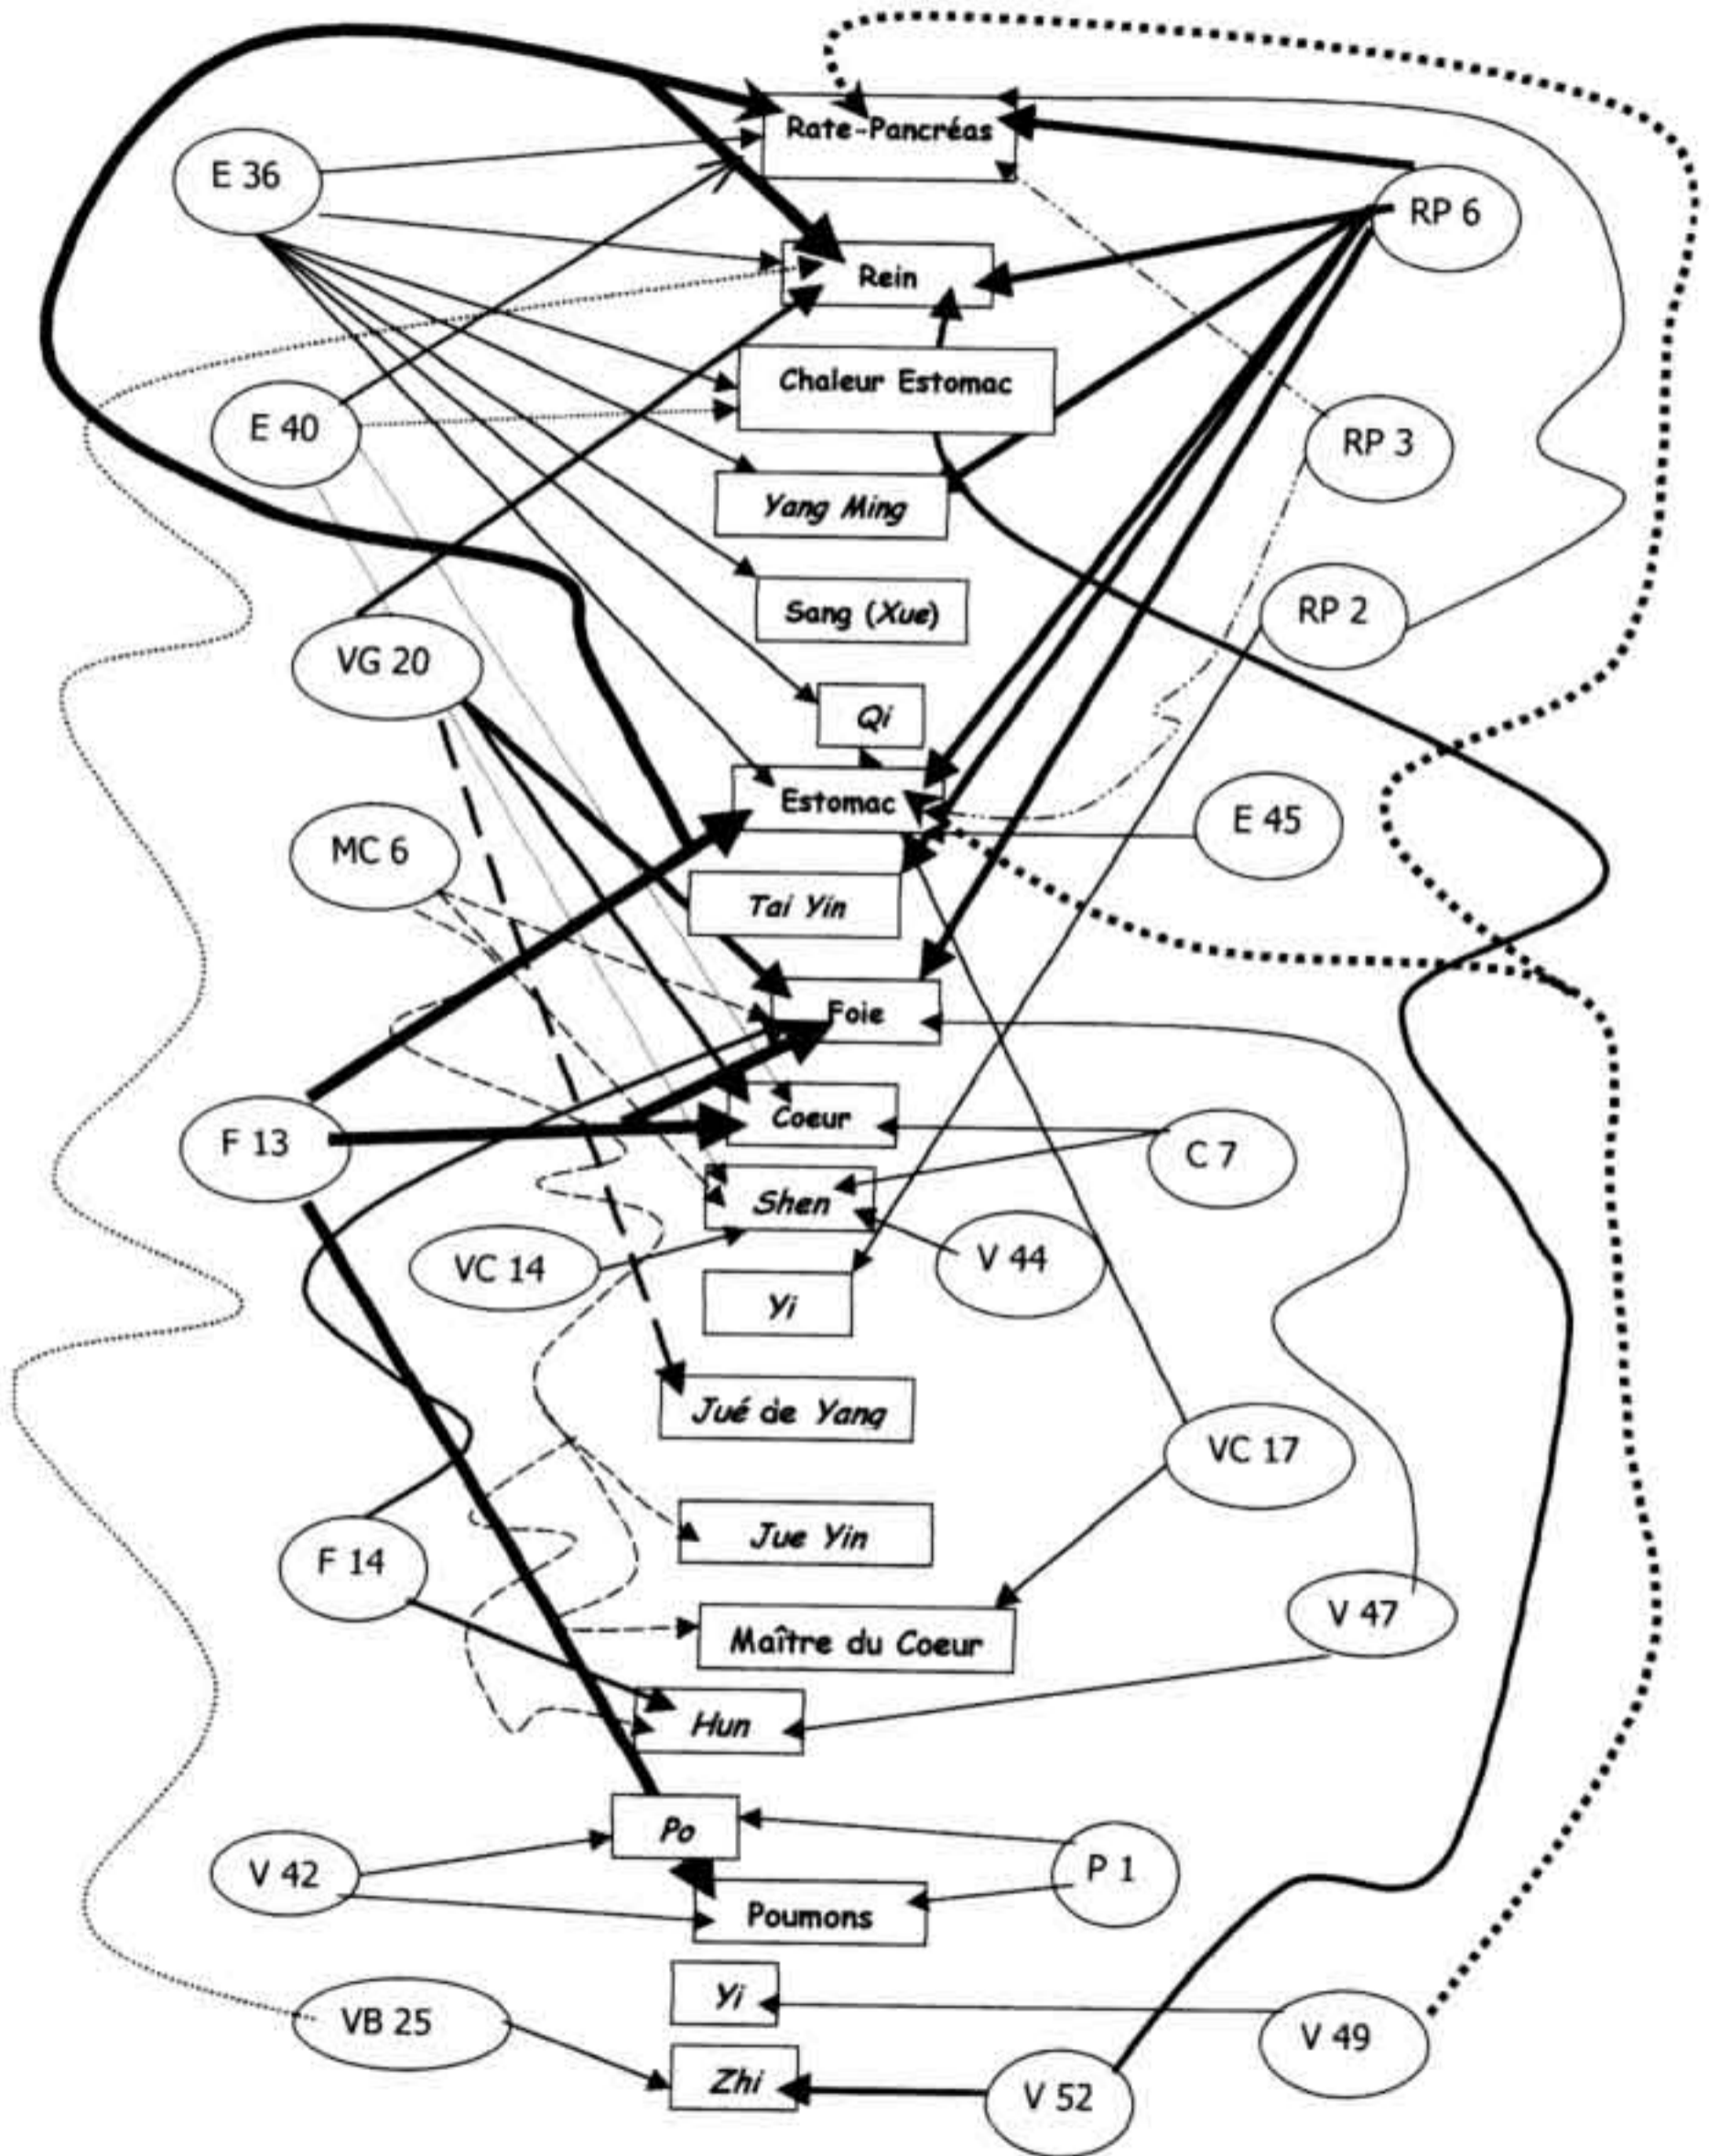 Rate-Pancréas
E 36
RP 6
Rein
Chaleur Estomac
E 40
RP 3
Yang Ming
Sang (Xue)
RP 2
VG 20
Qi
Estomac
E 45
MC 6
Tai Yin
Foie
Coeur
F 13
C 7
Shen
VC 14
V 44
Yi
Jué de Yang
VC 17
Jue Yin
F 14
V 47
Maître du Coeur
Hun
Po
V 42
P 1
Poumons
Yi
VB 25
V 49
Zhi
V 52